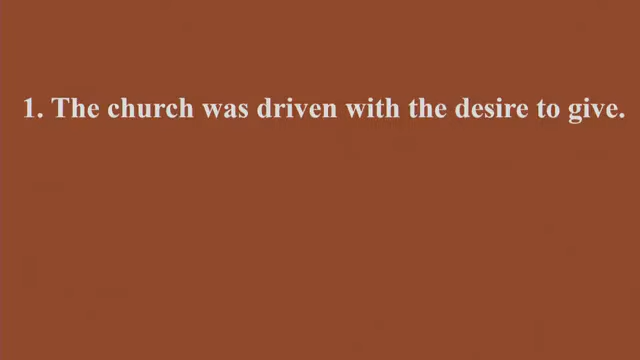 1. The church was driven with the desire to give.